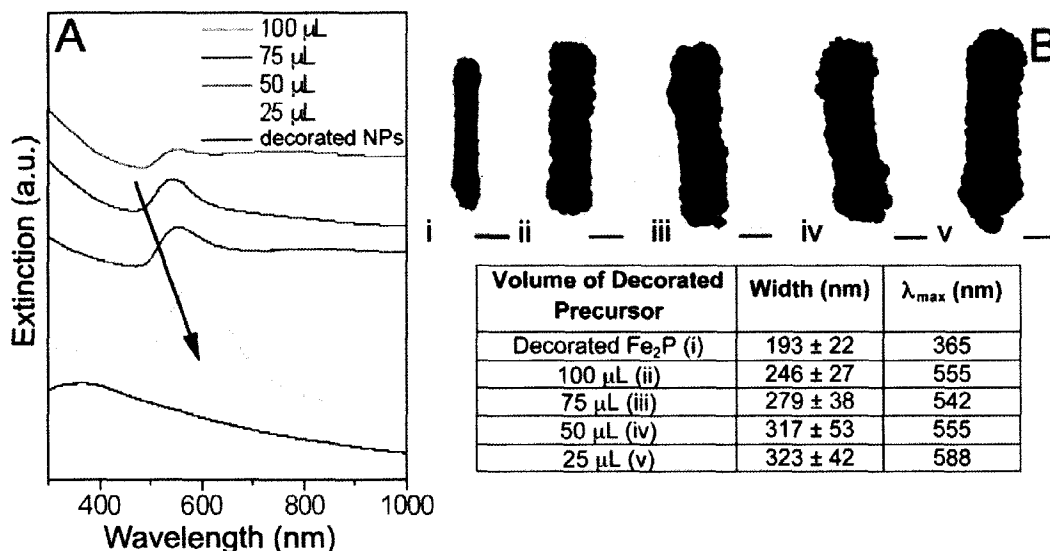 A
100 μL
75 μL
50 μL
25 μL
decorated NPs
Extinction (a.u.)
400 600 800 1000
Wavelength (nm)
B
i ii iii iv v
Volume of Decorated Precursor Width (nm) λmax (nm)
Decorated Fe₂P (i) 193 ± 22 365
100 μL (ii) 246 ± 27 555
75 μL (iii) 279 ± 38 542
50 μL (iv) 317 ± 53 555
25 μL (v) 323 ± 42 588